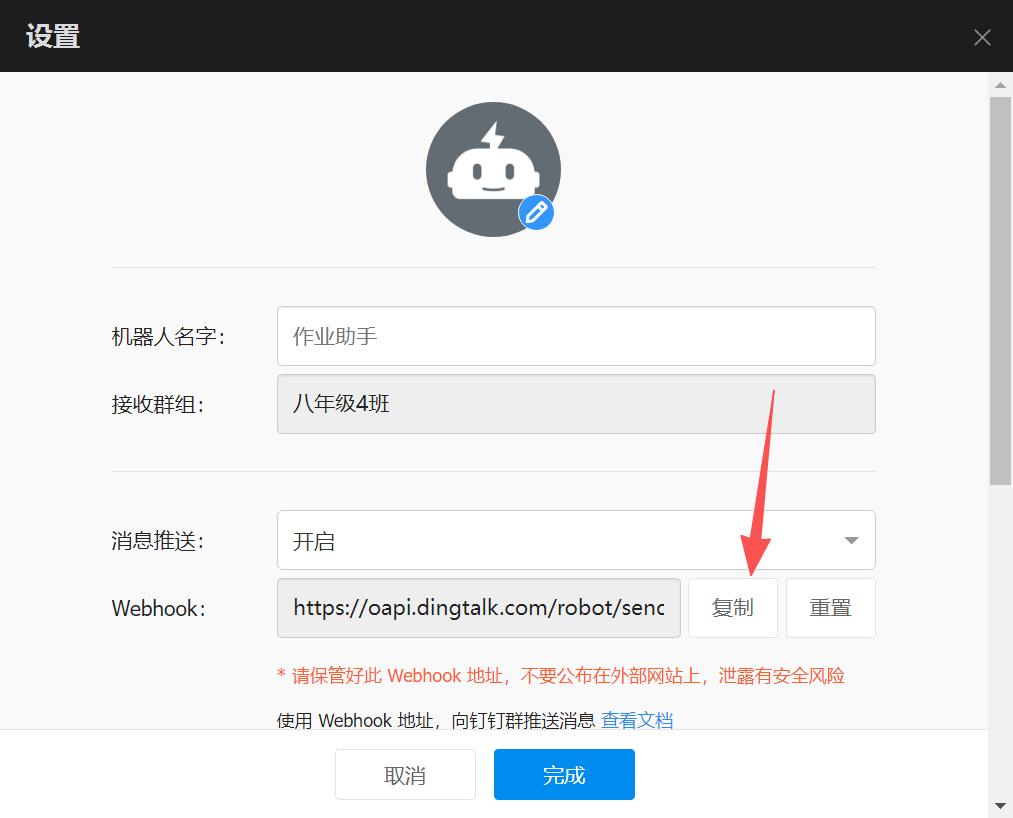 设置
机器人名字：
作业助手
接收群组：
八年级4班
消息推送：
开启
Webhook：
https://oapi.dingtalk.com/robot/senc
复制
重置
* 请保管好此 Webhook 地址，不要公布在外部网站上，泄露有安全风险
使用 Webhook 地址，向钉钉群推送消息 查看文档
取消
完成